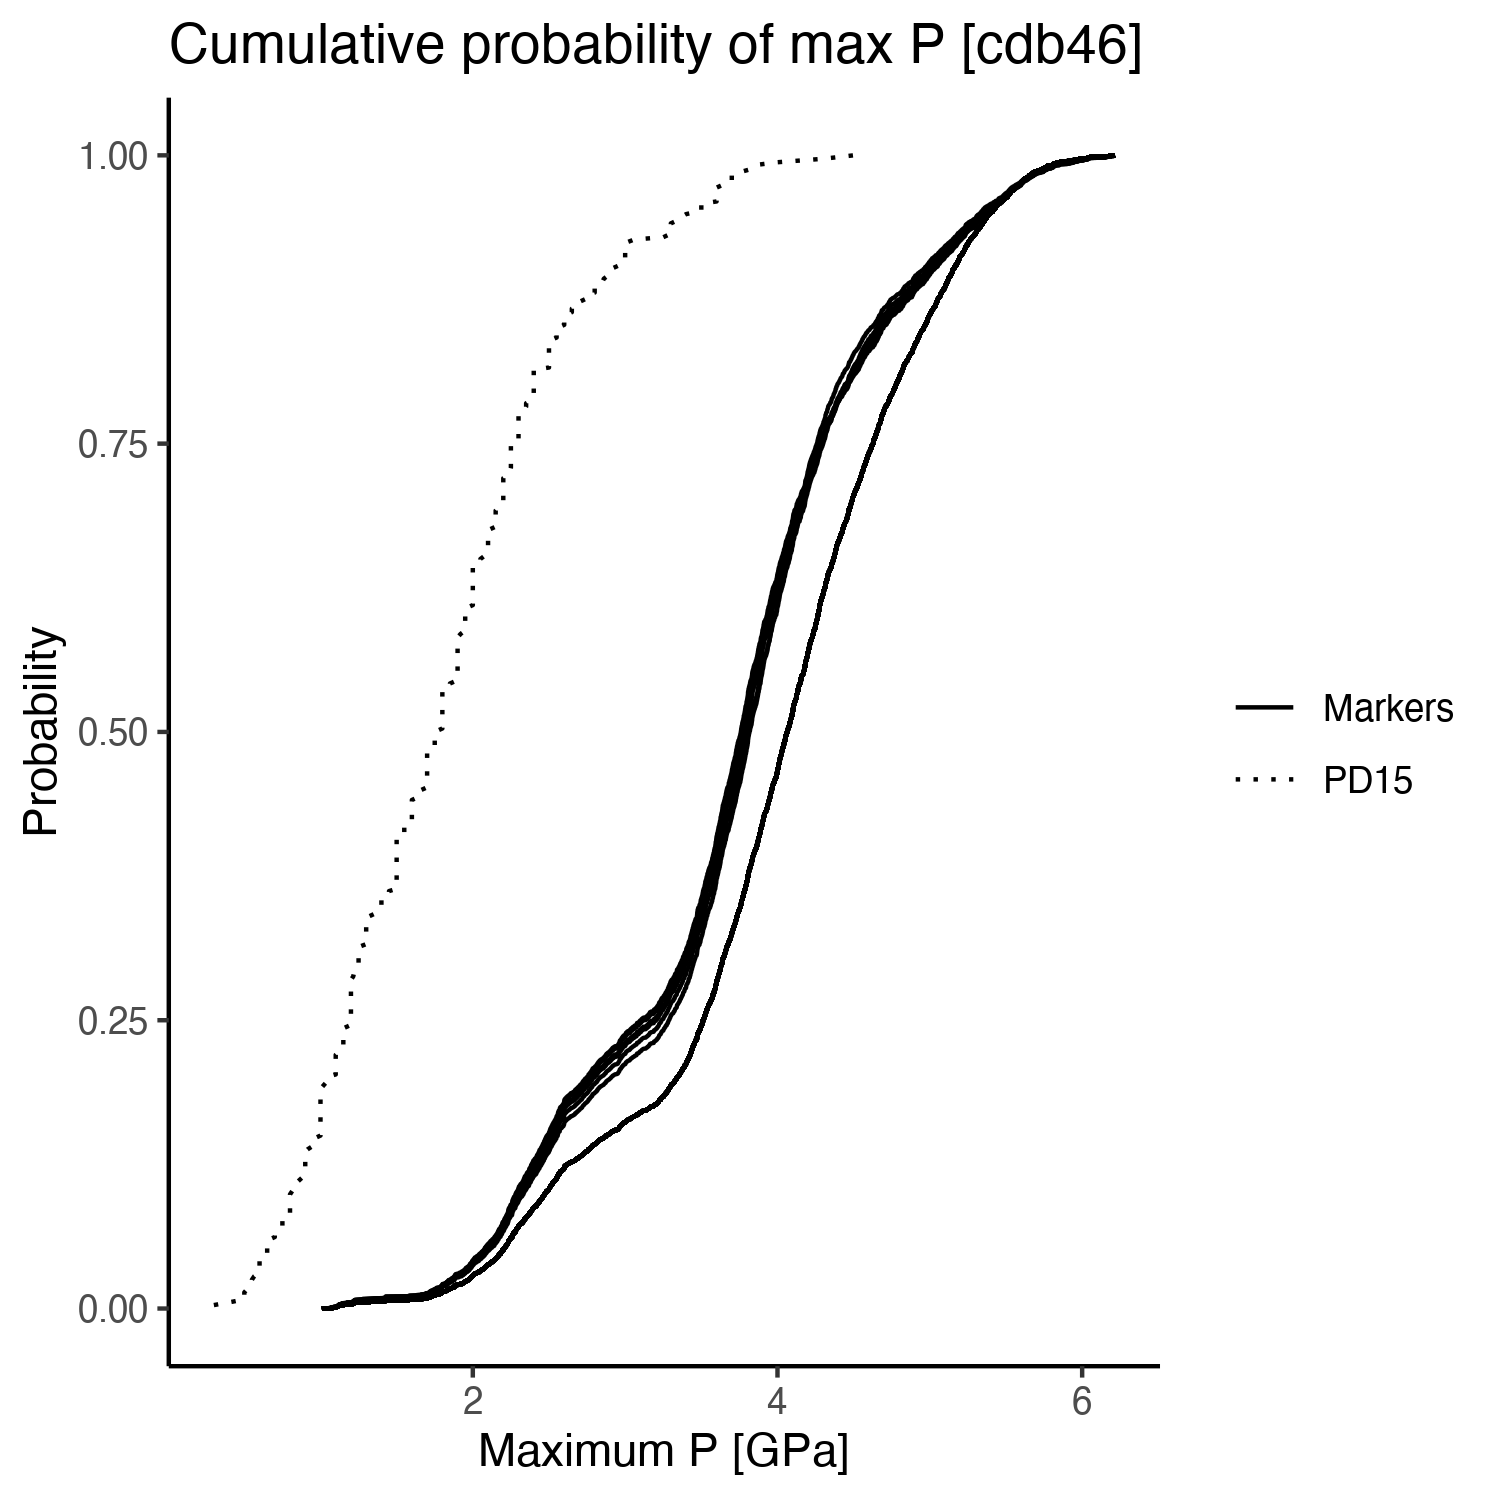 Cumulative probability of max P [cdb46]
1.00
0.75
0.50
0.25
0.00
Probability
2 4 6
Maximum P [GPa]
Markers
PD15